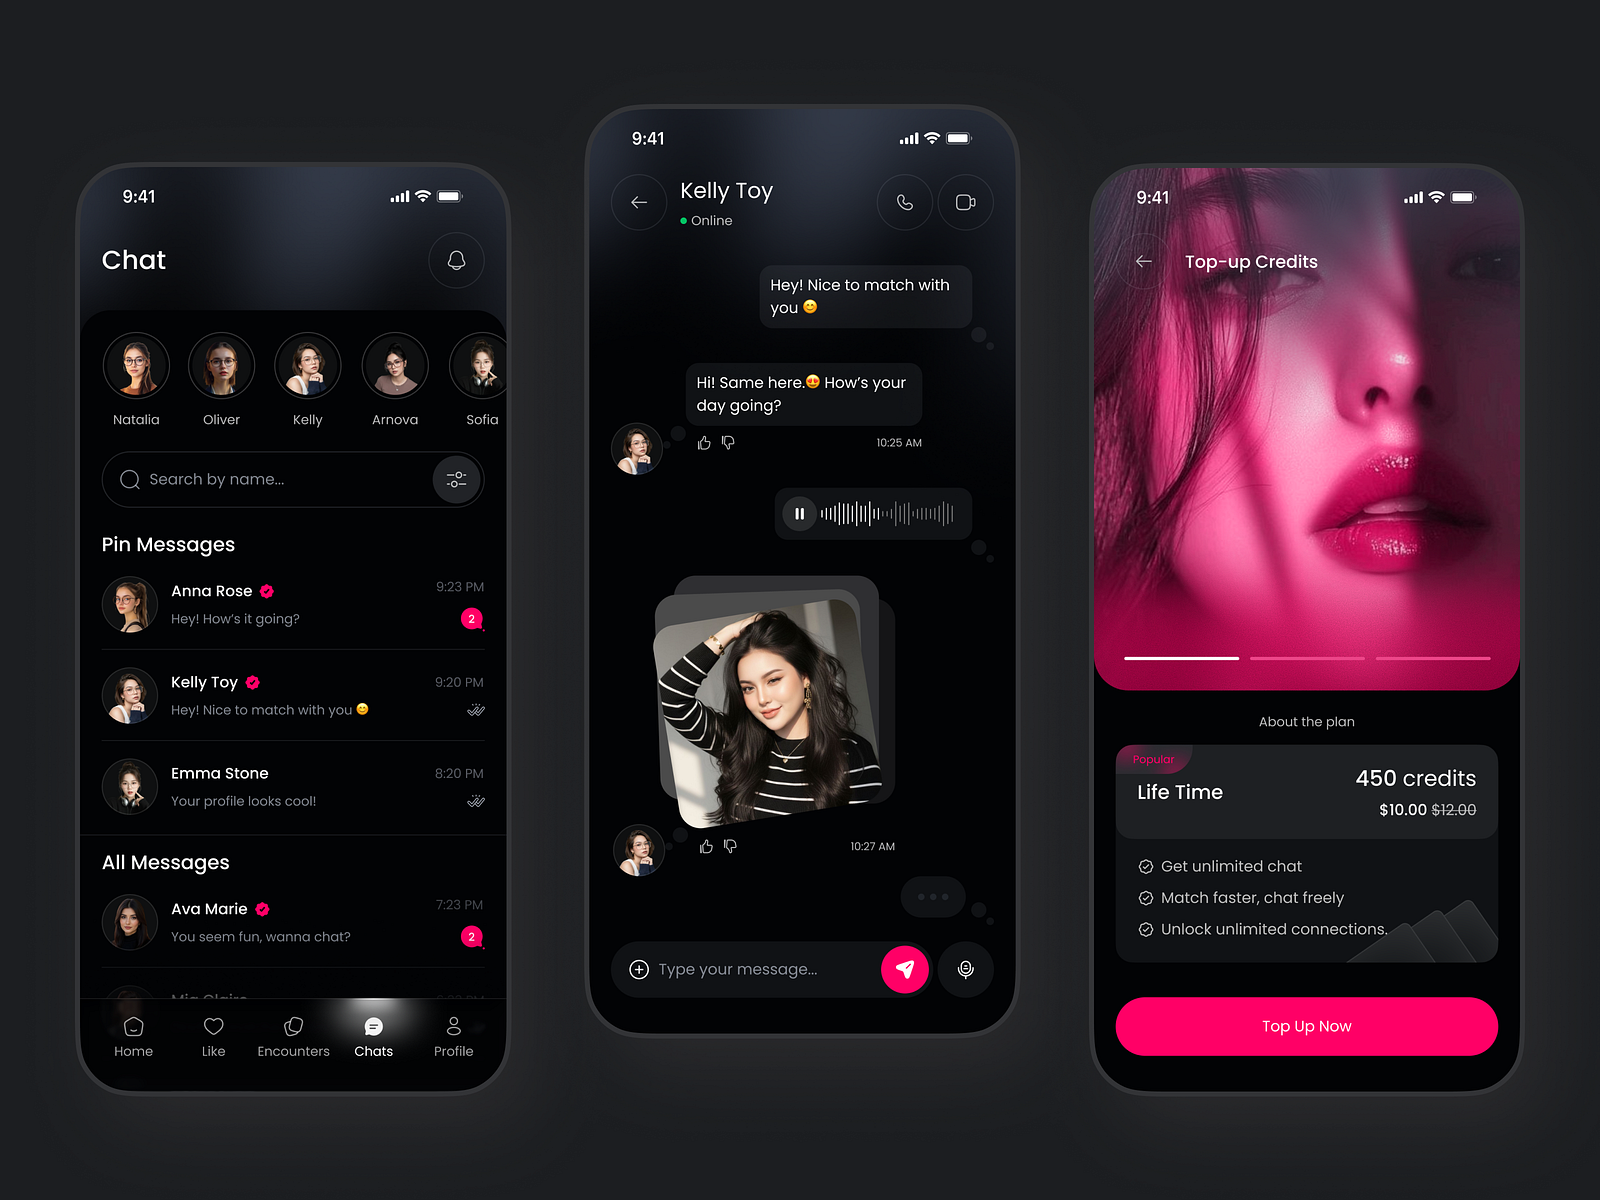 9:41
Chat
Natalia
Oliver
Kelly
Arnova
Sofia
Search by name...
Pin Messages
Anna Rose
9:23 PM
Hey! How's it going?
2
Kelly Toy
9:20 PM
Hey! Nice to match with you 😊
Emma Stone
8:20 PM
Your profile looks cool!
All Messages
Ava Marie
7:23 PM
You seem fun, wanna chat?
2
Mia Claire
Home
Like
Encounters
Chats
Profile
9:41
Kelly Toy
Online
Hey! Nice to match with
you 😊
Hi! Same here.😍 How's your
day going?
10:25 AM
10:27 AM
Type your message...
9:41
Top-up Credits
About the plan
Popular
Life Time
450 credits
$10.00 $12.00
Get unlimited chat
Match faster, chat freely
Unlock unlimited connections.
Top Up Now